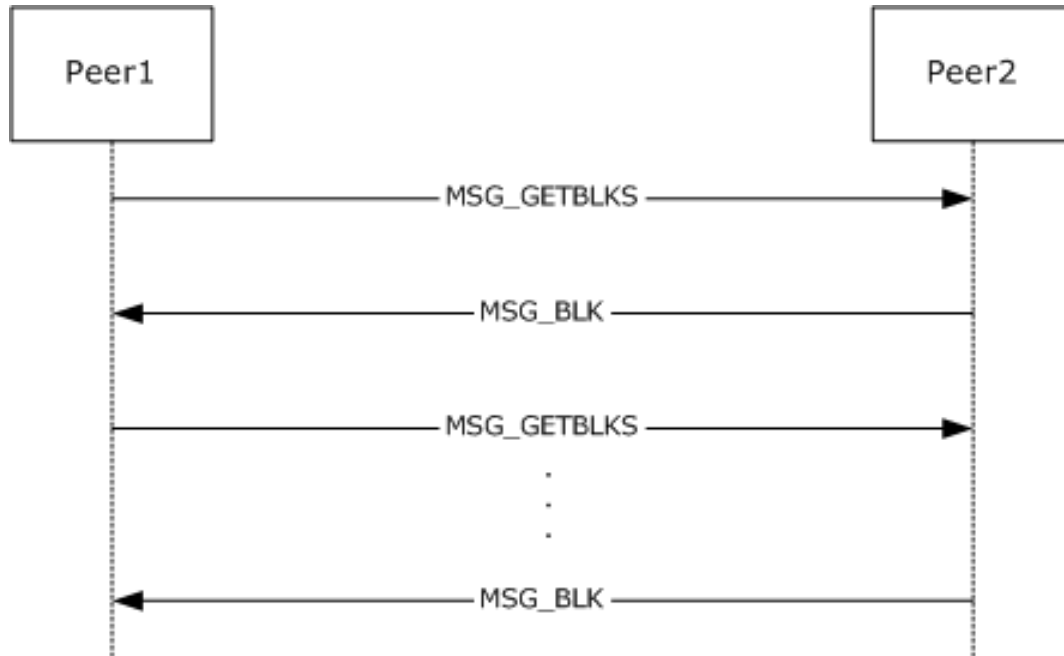 Peer1
Peer2
MSG_GETBLKS
MSG_BLK
MSG_GETBLKS
.
.
.
MSG_BLK